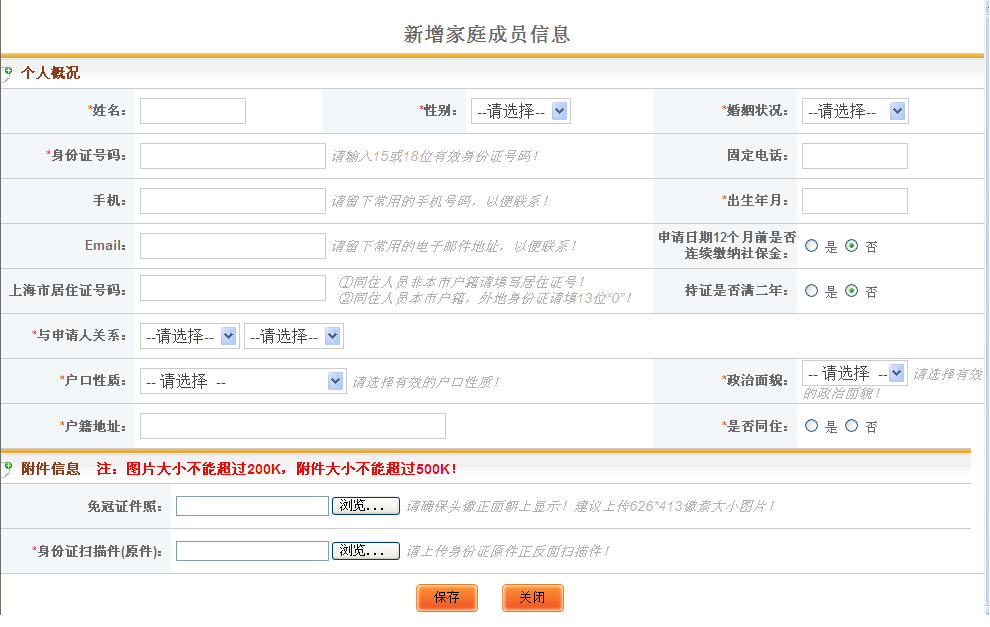 新增家庭成员信息
个人概况
*姓名： *性别： --请选择-- *婚姻状况： --请选择--
*身份证号码： 请输入15或18位有效身份证号码！ 固定电话：
手机： 请留下常用的手机号码，以便联系！ *出生年月：
Email： 请留下常用的电子邮件地址，以便联系！ 申请日期12个月前是否
连续缴纳社保金： 是 否
上海市居住证号码： ①同住人员非本市户籍请填写居住证号！
②同住人员本市户籍，外地身份证请填13位“0”！ 持证是否满二年： 是 否
*与申请人关系： --请选择-- --请选择--
*户口性质： -- 请选择 -- 请选择有效的户口性质！ *政治面貌： -- 请选择 -- 请选择有效
的政治面貌！
*户籍地址： *是否同住： 是 否
附件信息 注：图片大小不能超过200K，附件大小不能超过500K！
免冠证件照： 浏览... 请确保头像正面朝上显示！建议上传626*413像素大小图片！
*身份证扫描件(原件)： 浏览... 请上传身份证原件正反面扫描件！
保存 关闭